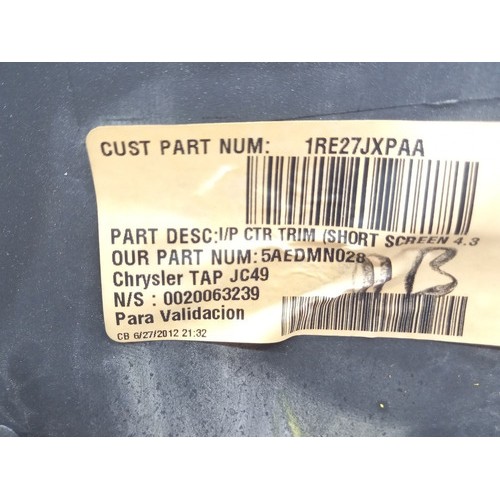 CUST PART NUM: 1RE27JXPAA
PART DESC:I/P CTR TRIM (SHORT SCREEN 4.3
OUR PART NUM:5AEDMN028
Chrysler TAP JC49
N/S : 0020063239
Para Validacion
CB 6/27/2012 21:32